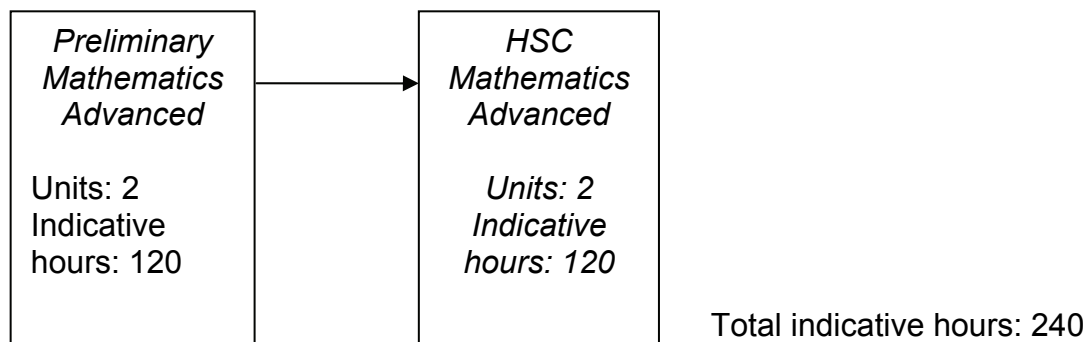 Preliminary
Mathematics
Advanced
Units: 2
Indicative
hours: 120
HSC
Mathematics
Advanced
Units: 2
Indicative
hours: 120
Total indicative hours: 240